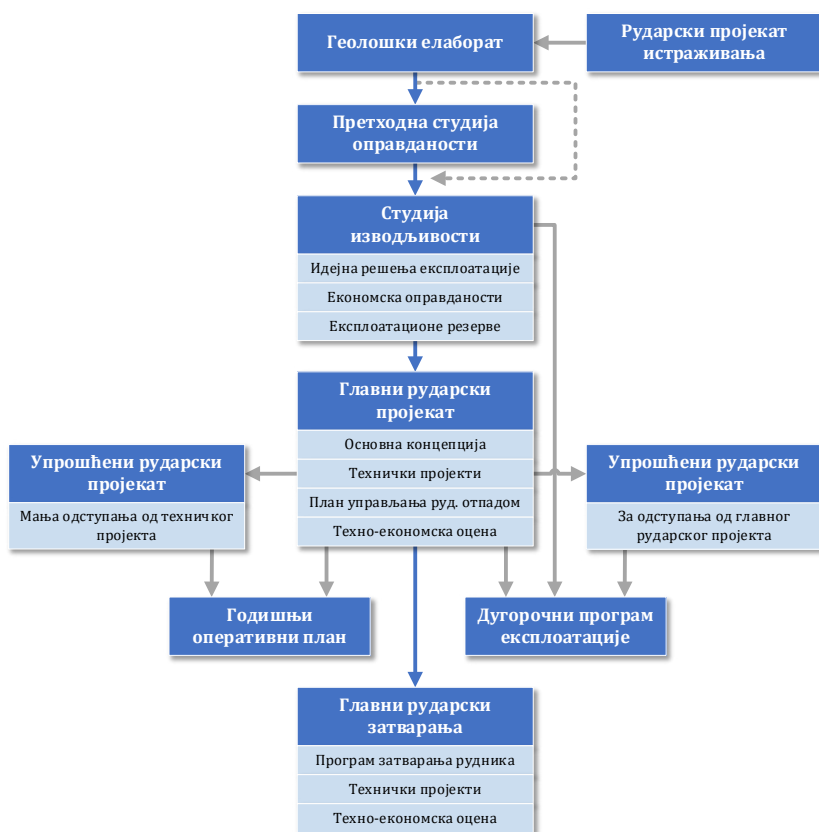 Геолошки елаборат
Рударски пројекат
истраживања
Претходна студија
оправданости
Студија
изводљивости
Идејна решења експлоатације
Економска оправданости
Експлоатационе резерве
Главни рударски
пројекат
Основна концепција
Технички пројекти
План управљања руд. отпадом
Техно-економска оцена
Упрошћени рударски
пројекат
Мања одступања од техничког
пројекта
Упрошћени рударски
пројекат
За одступања од главног
рударског пројекта
Годишњи
оперативни план
Дугорочни програм
експлоатације
Главни рударски
затварања
Програм затварања рудника
Технички пројекти
Техно-економска оцена